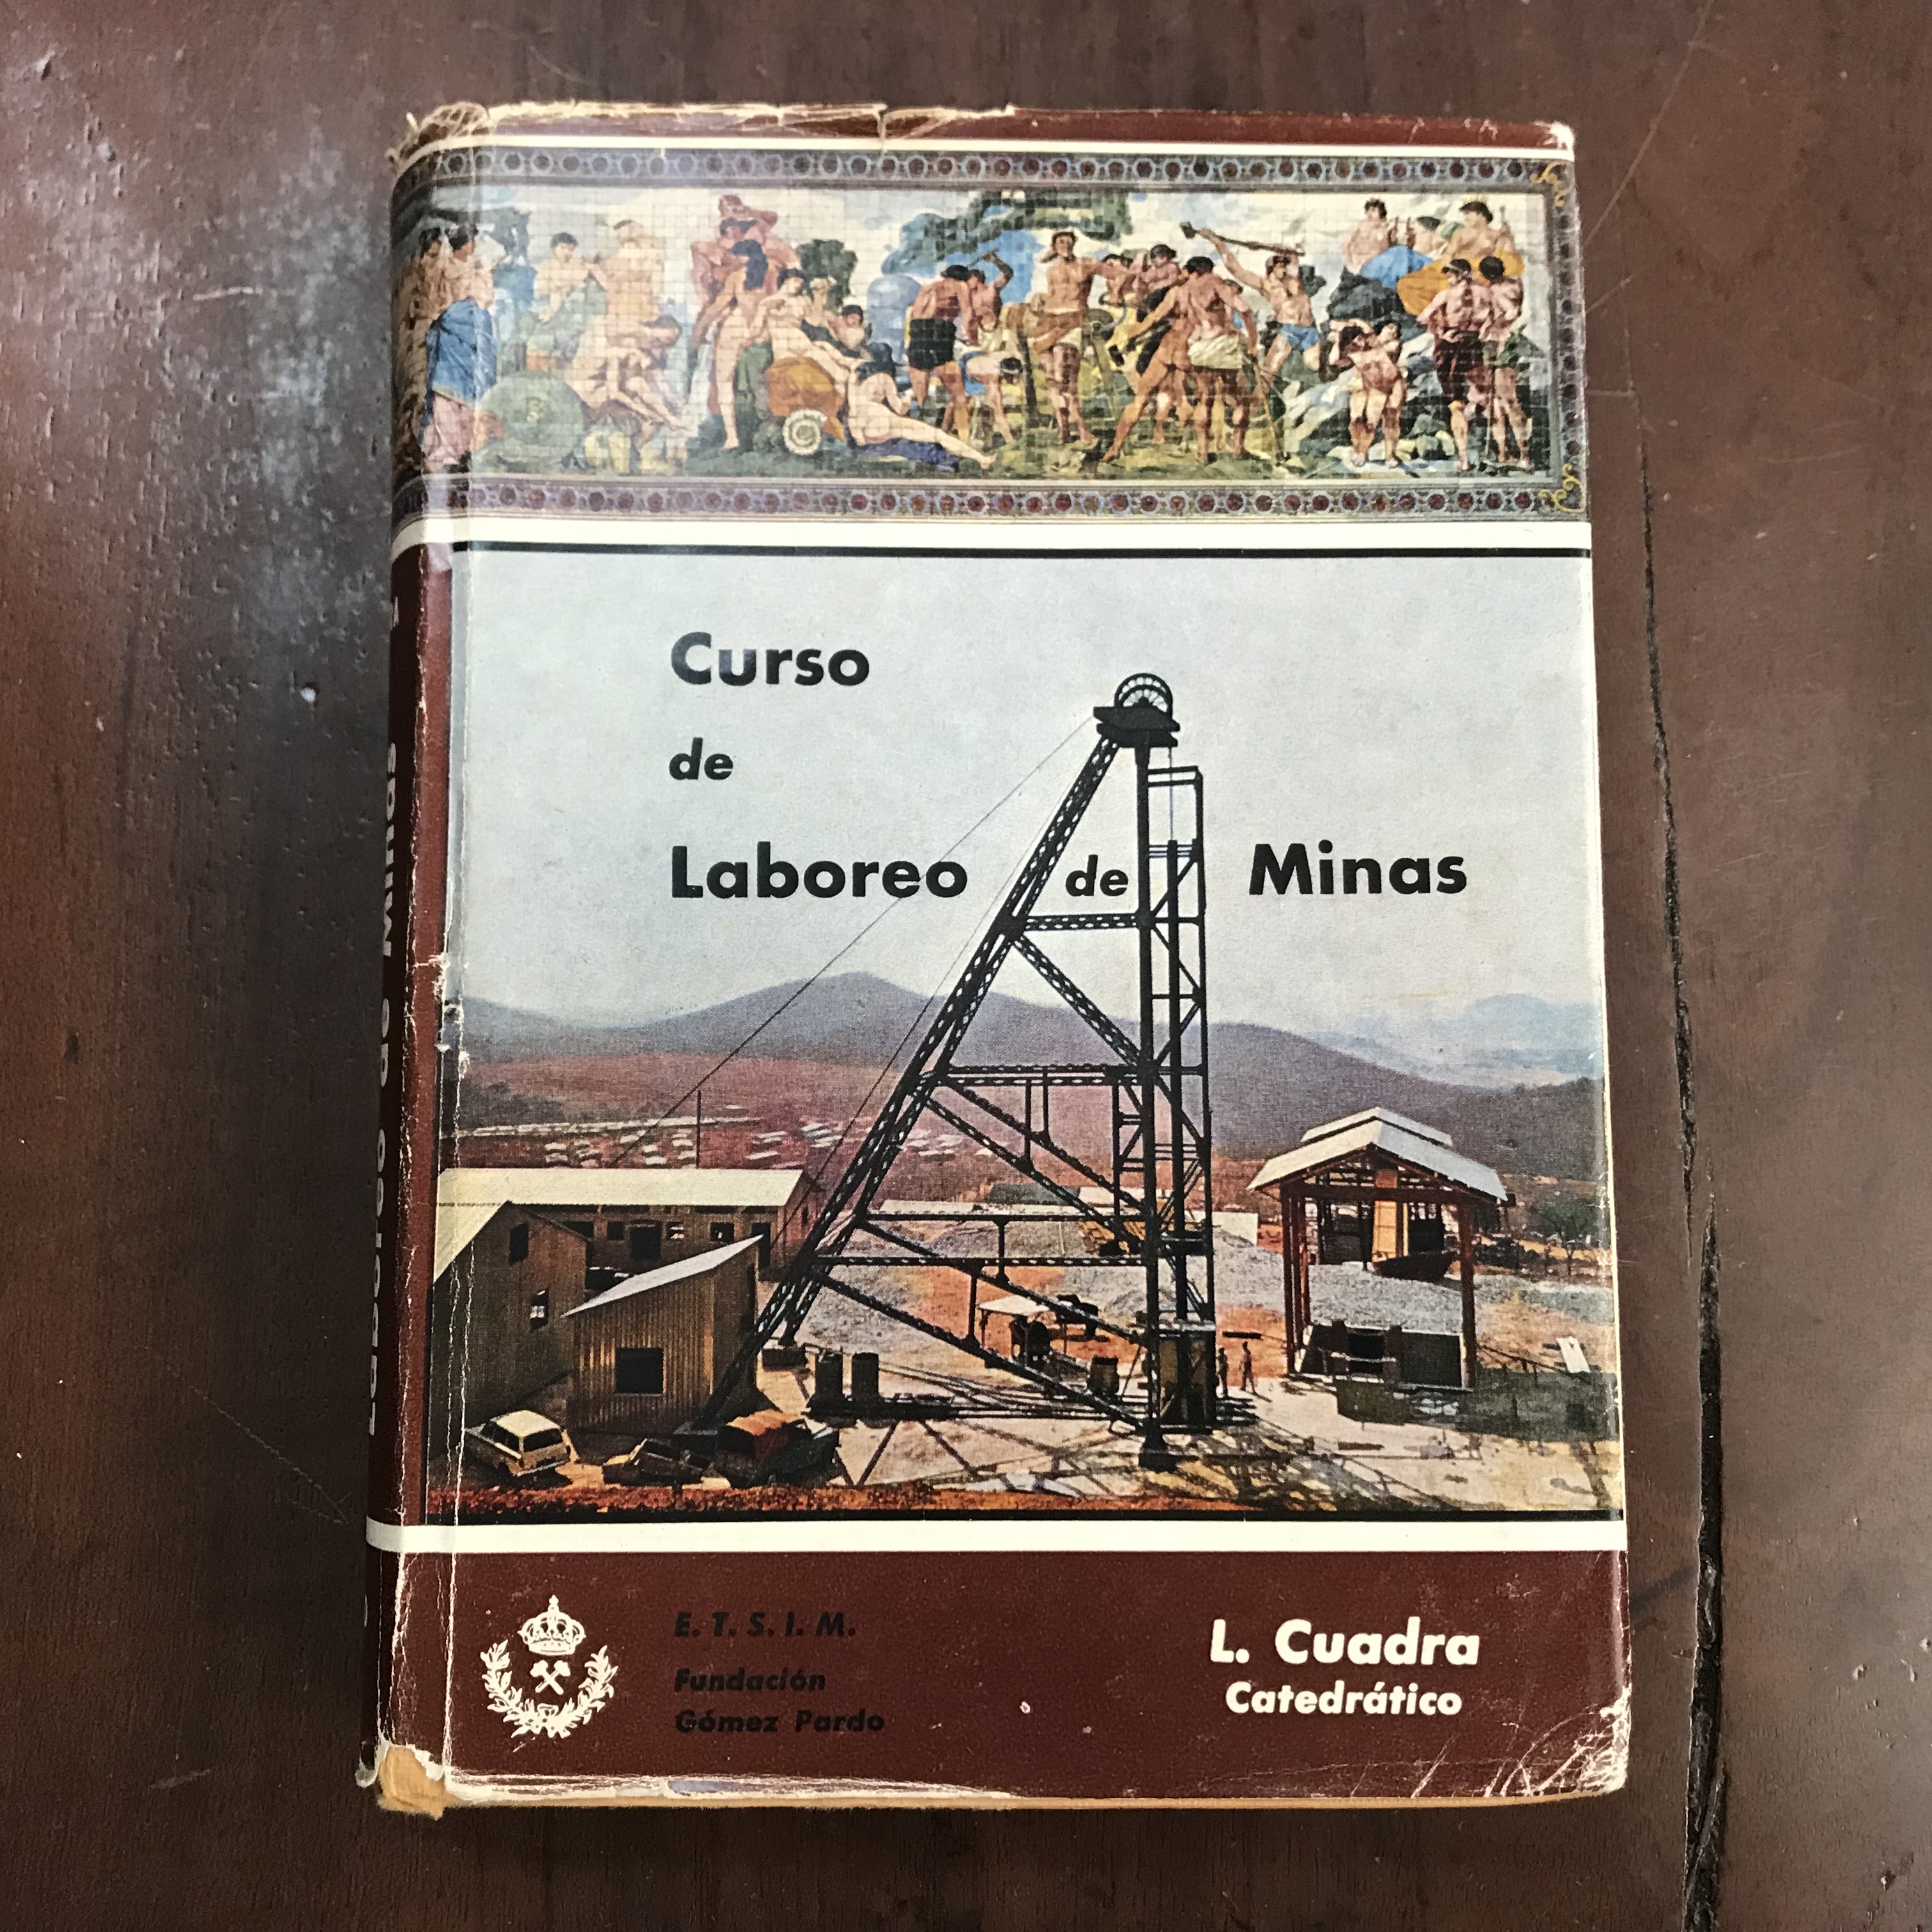 Curso
de
Laboreo de Minas
E. T. S. I. M.
Fundación
Gómez Pardo
L. Cuadra
Catedrático